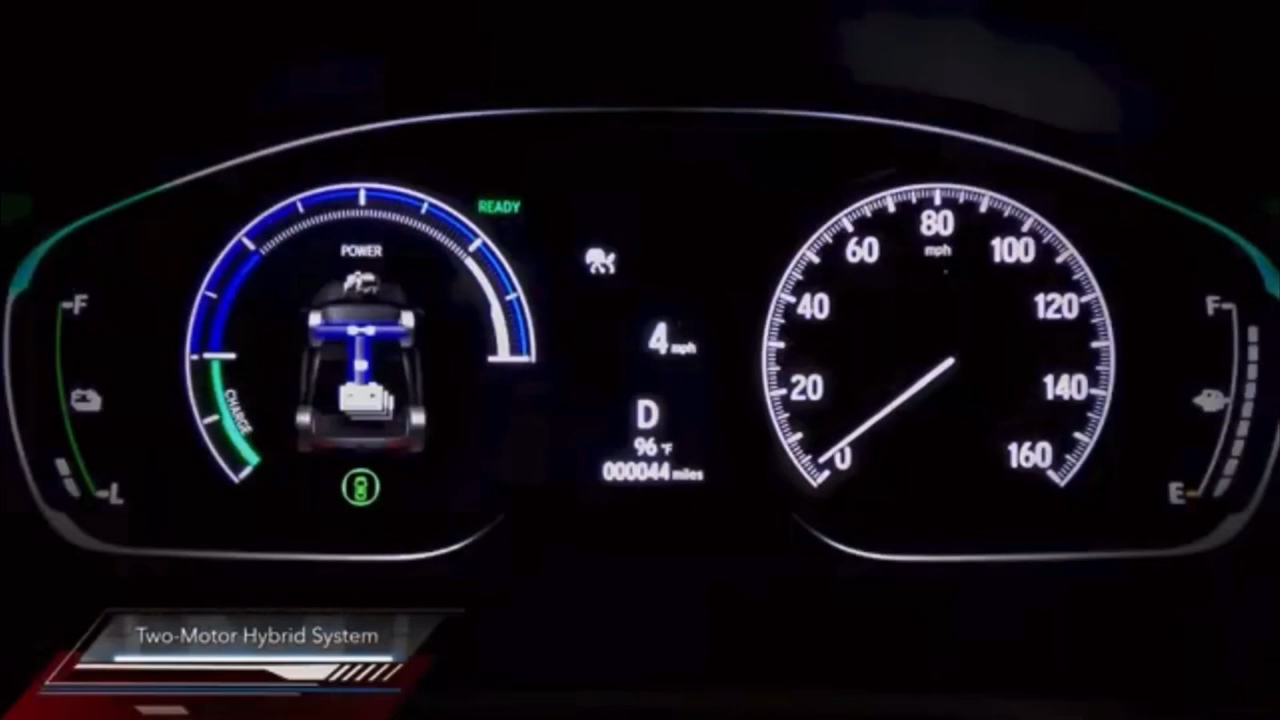 READY
POWER
CHARGE
F
L
4 mph
D
96 °F
000044 miles
0
20
40
60
80
mph
100
120
140
160
F
E
Two-Motor Hybrid System